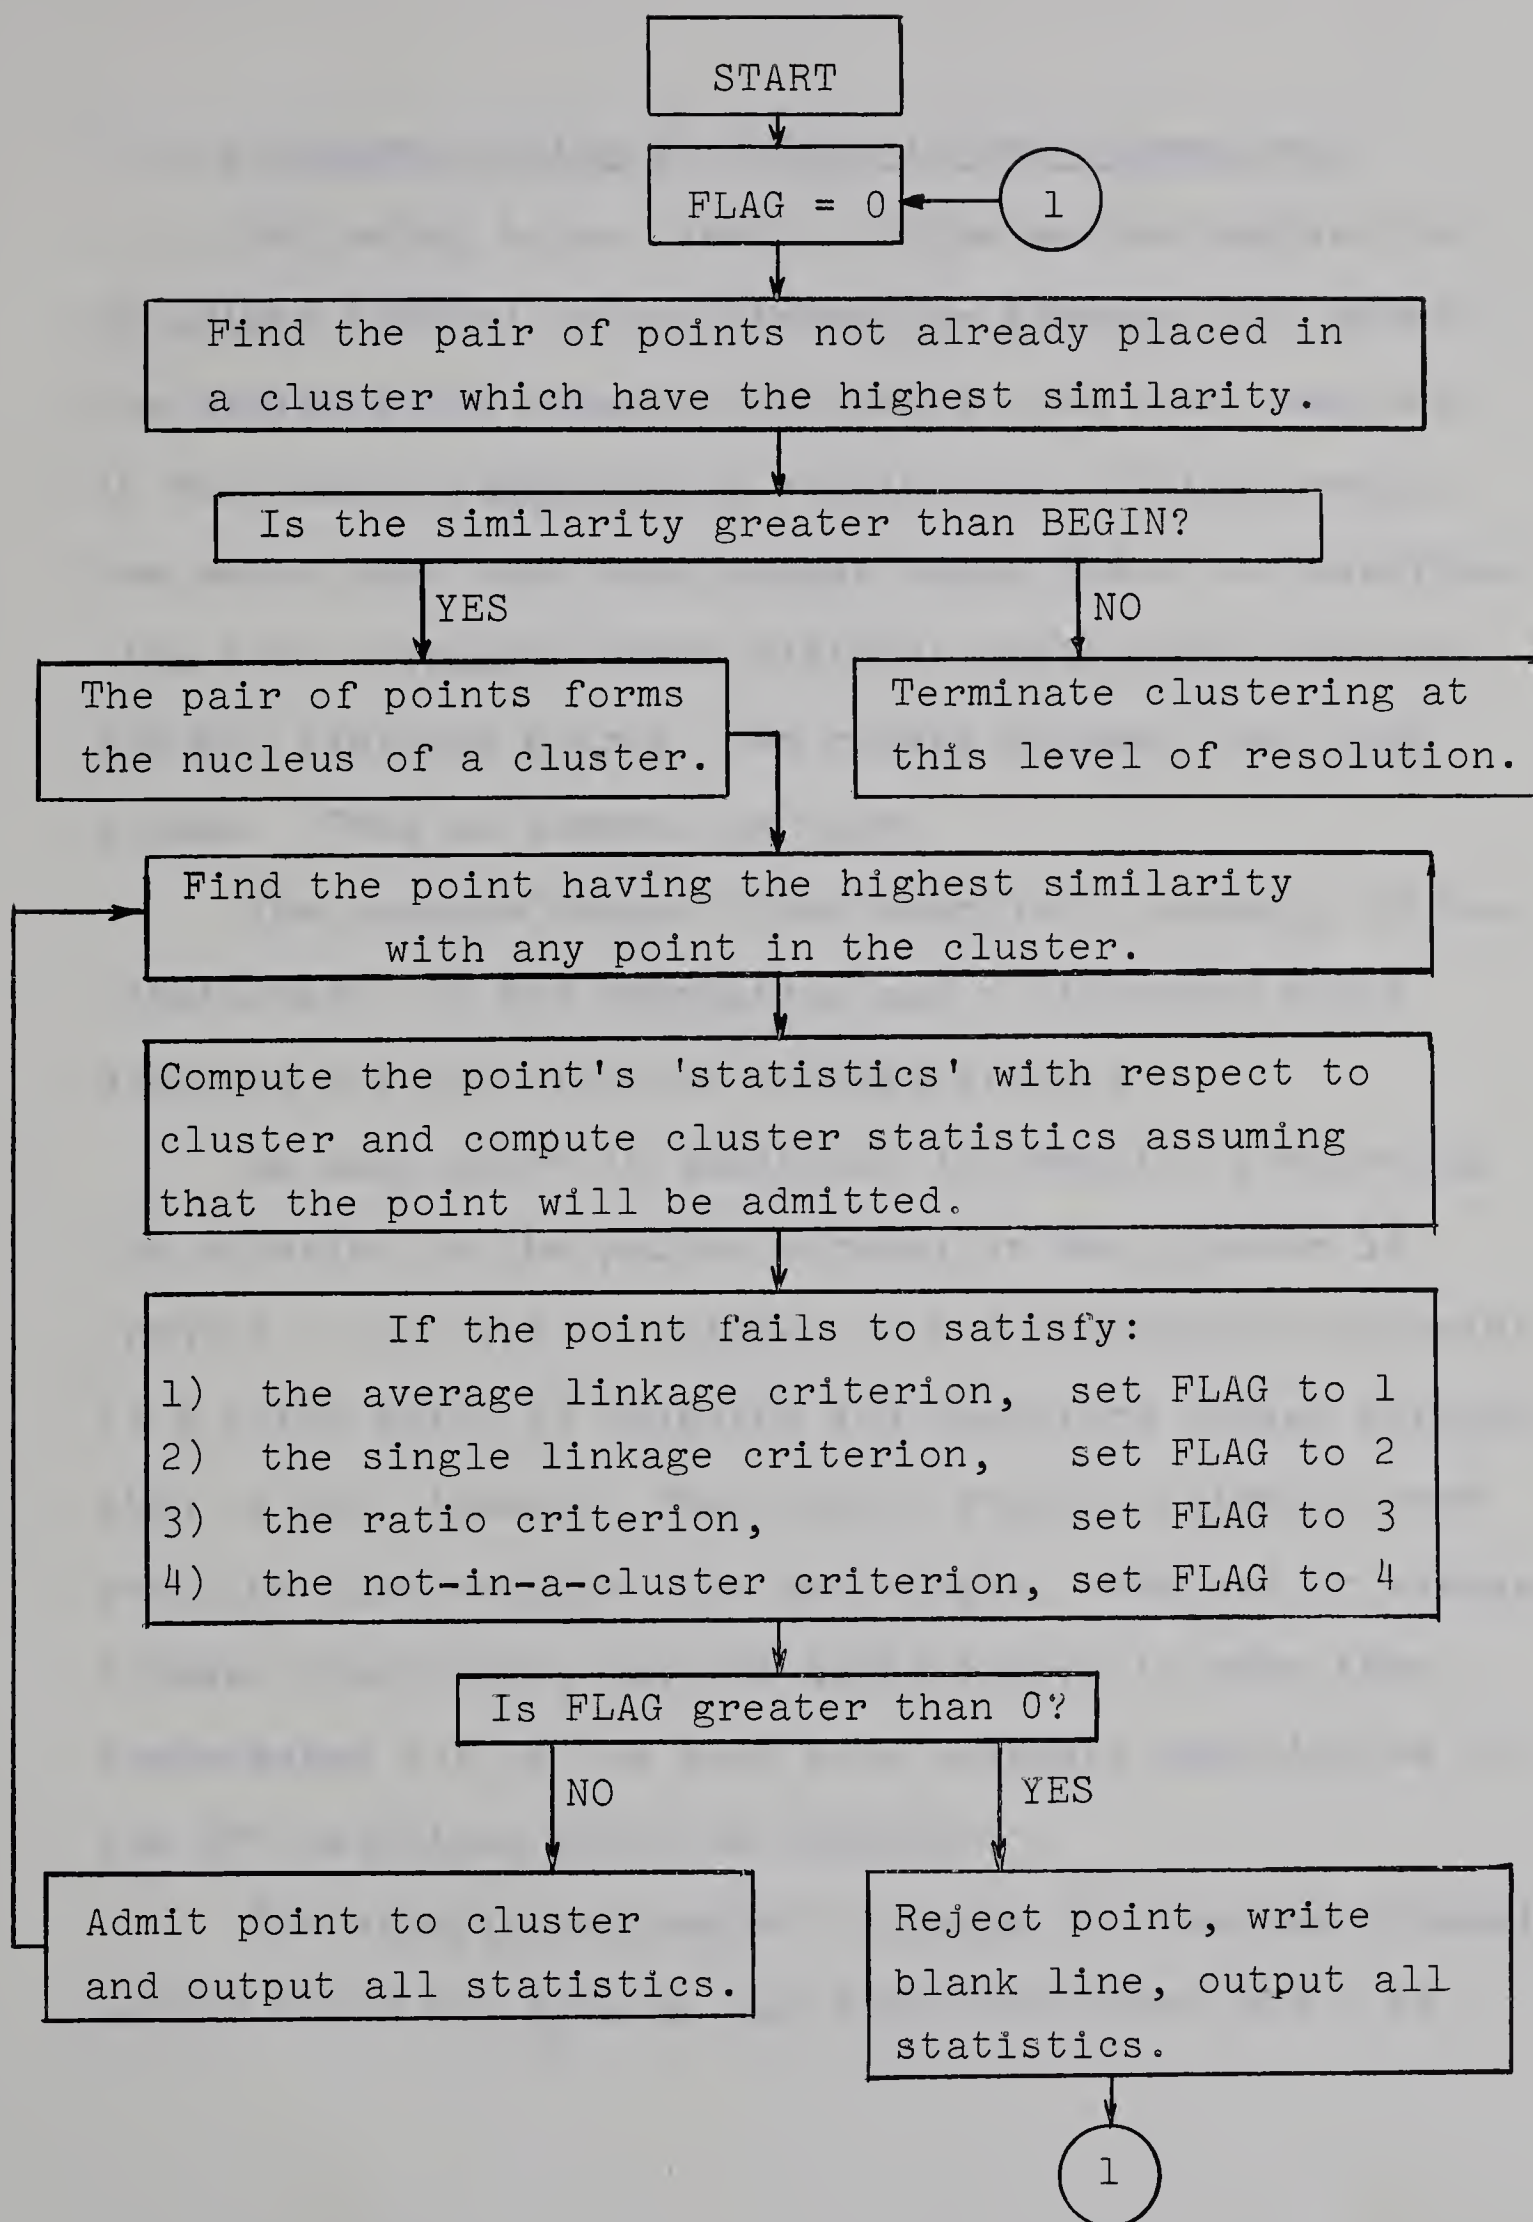 START
FLAG = 0
1
Find the pair of points not already placed in
a cluster which have the highest similarity.
Is the similarity greater than BEGIN?
YES
NO
The pair of points forms
the nucleus of a cluster.
Terminate clustering at
this level of resolution.
Find the point having the highest similarity
with any point in the cluster.
Compute the point's 'statistics' with respect to
cluster and compute cluster statistics assuming
that the point will be admitted.
If the point fails to satisfy:
1) the average linkage criterion, set FLAG to 1
2) the single linkage criterion, set FLAG to 2
3) the ratio criterion, set FLAG to 3
4) the not-in-a-cluster criterion, set FLAG to 4
Is FLAG greater than 0?
NO
YES
Admit point to cluster
and output all statistics.
Reject point, write
blank line, output all
statistics.
1